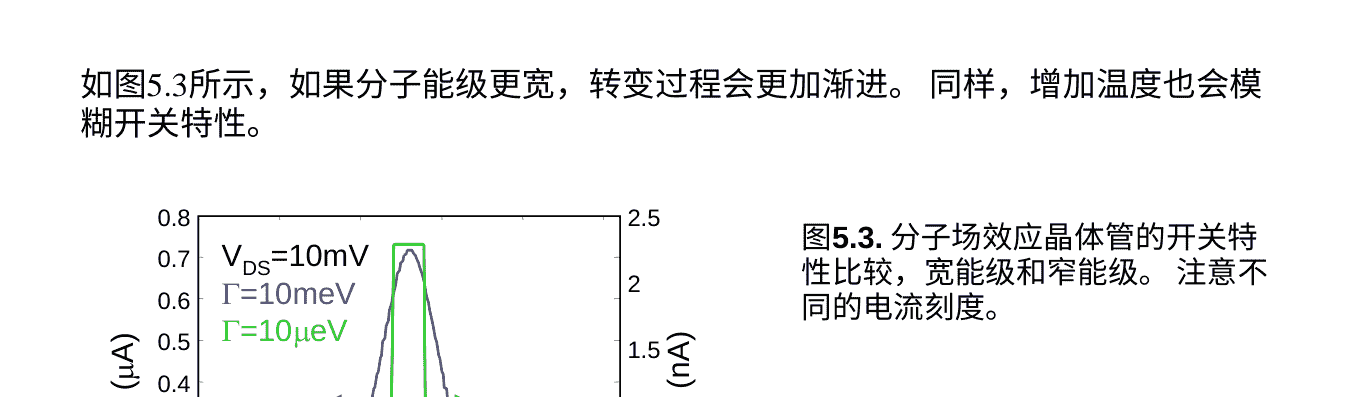 如图5.3所示，如果分子能级更宽，转变过程会更加渐进。 同样，增加温度也会模
糊开关特性。
0.8
0.7
0.6
0.5
0.4
(μA)
V_DS=10mV
Γ=10meV
Γ=10μeV
2.5
2
1.5
(nA)
图5.3. 分子场效应晶体管的开关特
性比较，宽能级和窄能级。 注意不
同的电流刻度。